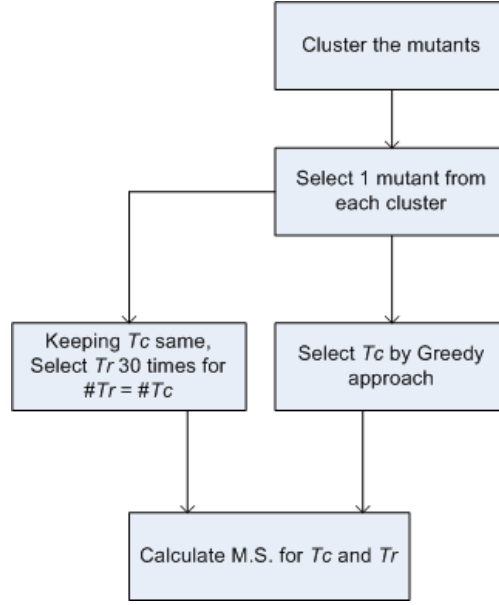 Cluster the mutants
Select 1 mutant from
each cluster
Keeping Tc same,
Select Tr 30 times for
#Tr = #Tc
Select Tc by Greedy
approach
Calculate M.S. for Tc and Tr